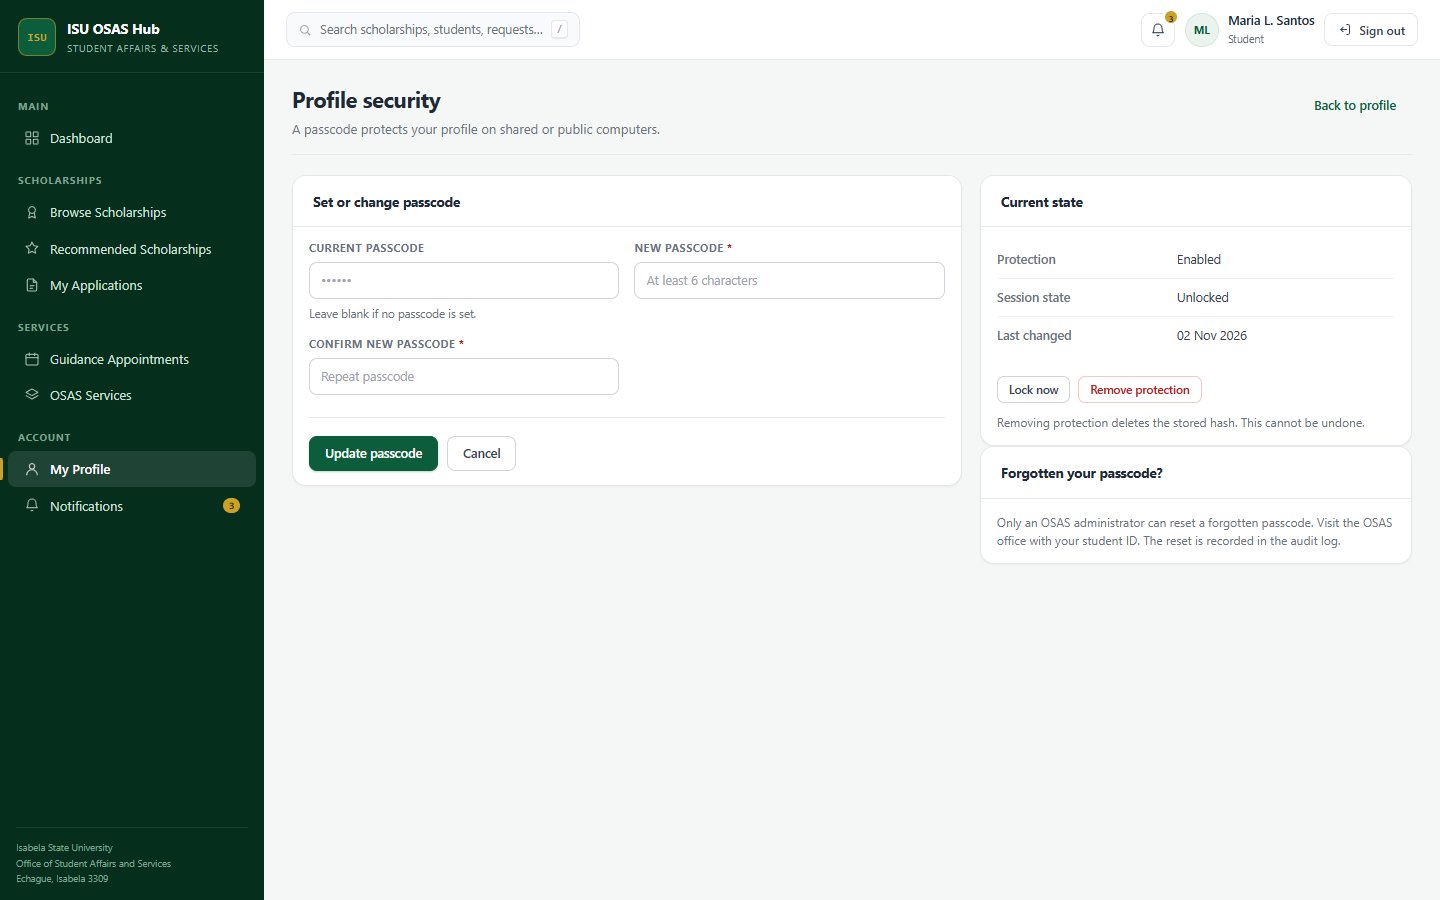 ISU
ISU OSAS Hub
STUDENT AFFAIRS & SERVICES
MAIN
Dashboard
SCHOLARSHIPS
Browse Scholarships
Recommended Scholarships
My Applications
SERVICES
Guidance Appointments
OSAS Services
ACCOUNT
My Profile
Notifications 3
Isabela State University
Office of Student Affairs and Services
Echague, Isabela 3309
Search scholarships, students, requests... /
3
ML
Maria L. Santos
Student
Sign out
Profile security
A passcode protects your profile on shared or public computers.
Back to profile
Set or change passcode
CURRENT PASSCODE
••••••
Leave blank if no passcode is set.
NEW PASSCODE *
At least 6 characters
CONFIRM NEW PASSCODE *
Repeat passcode
Update passcode
Cancel
Current state
Protection Enabled
Session state Unlocked
Last changed 02 Nov 2026
Lock now
Remove protection
Removing protection deletes the stored hash. This cannot be undone.
Forgotten your passcode?
Only an OSAS administrator can reset a forgotten passcode. Visit the OSAS
office with your student ID. The reset is recorded in the audit log.